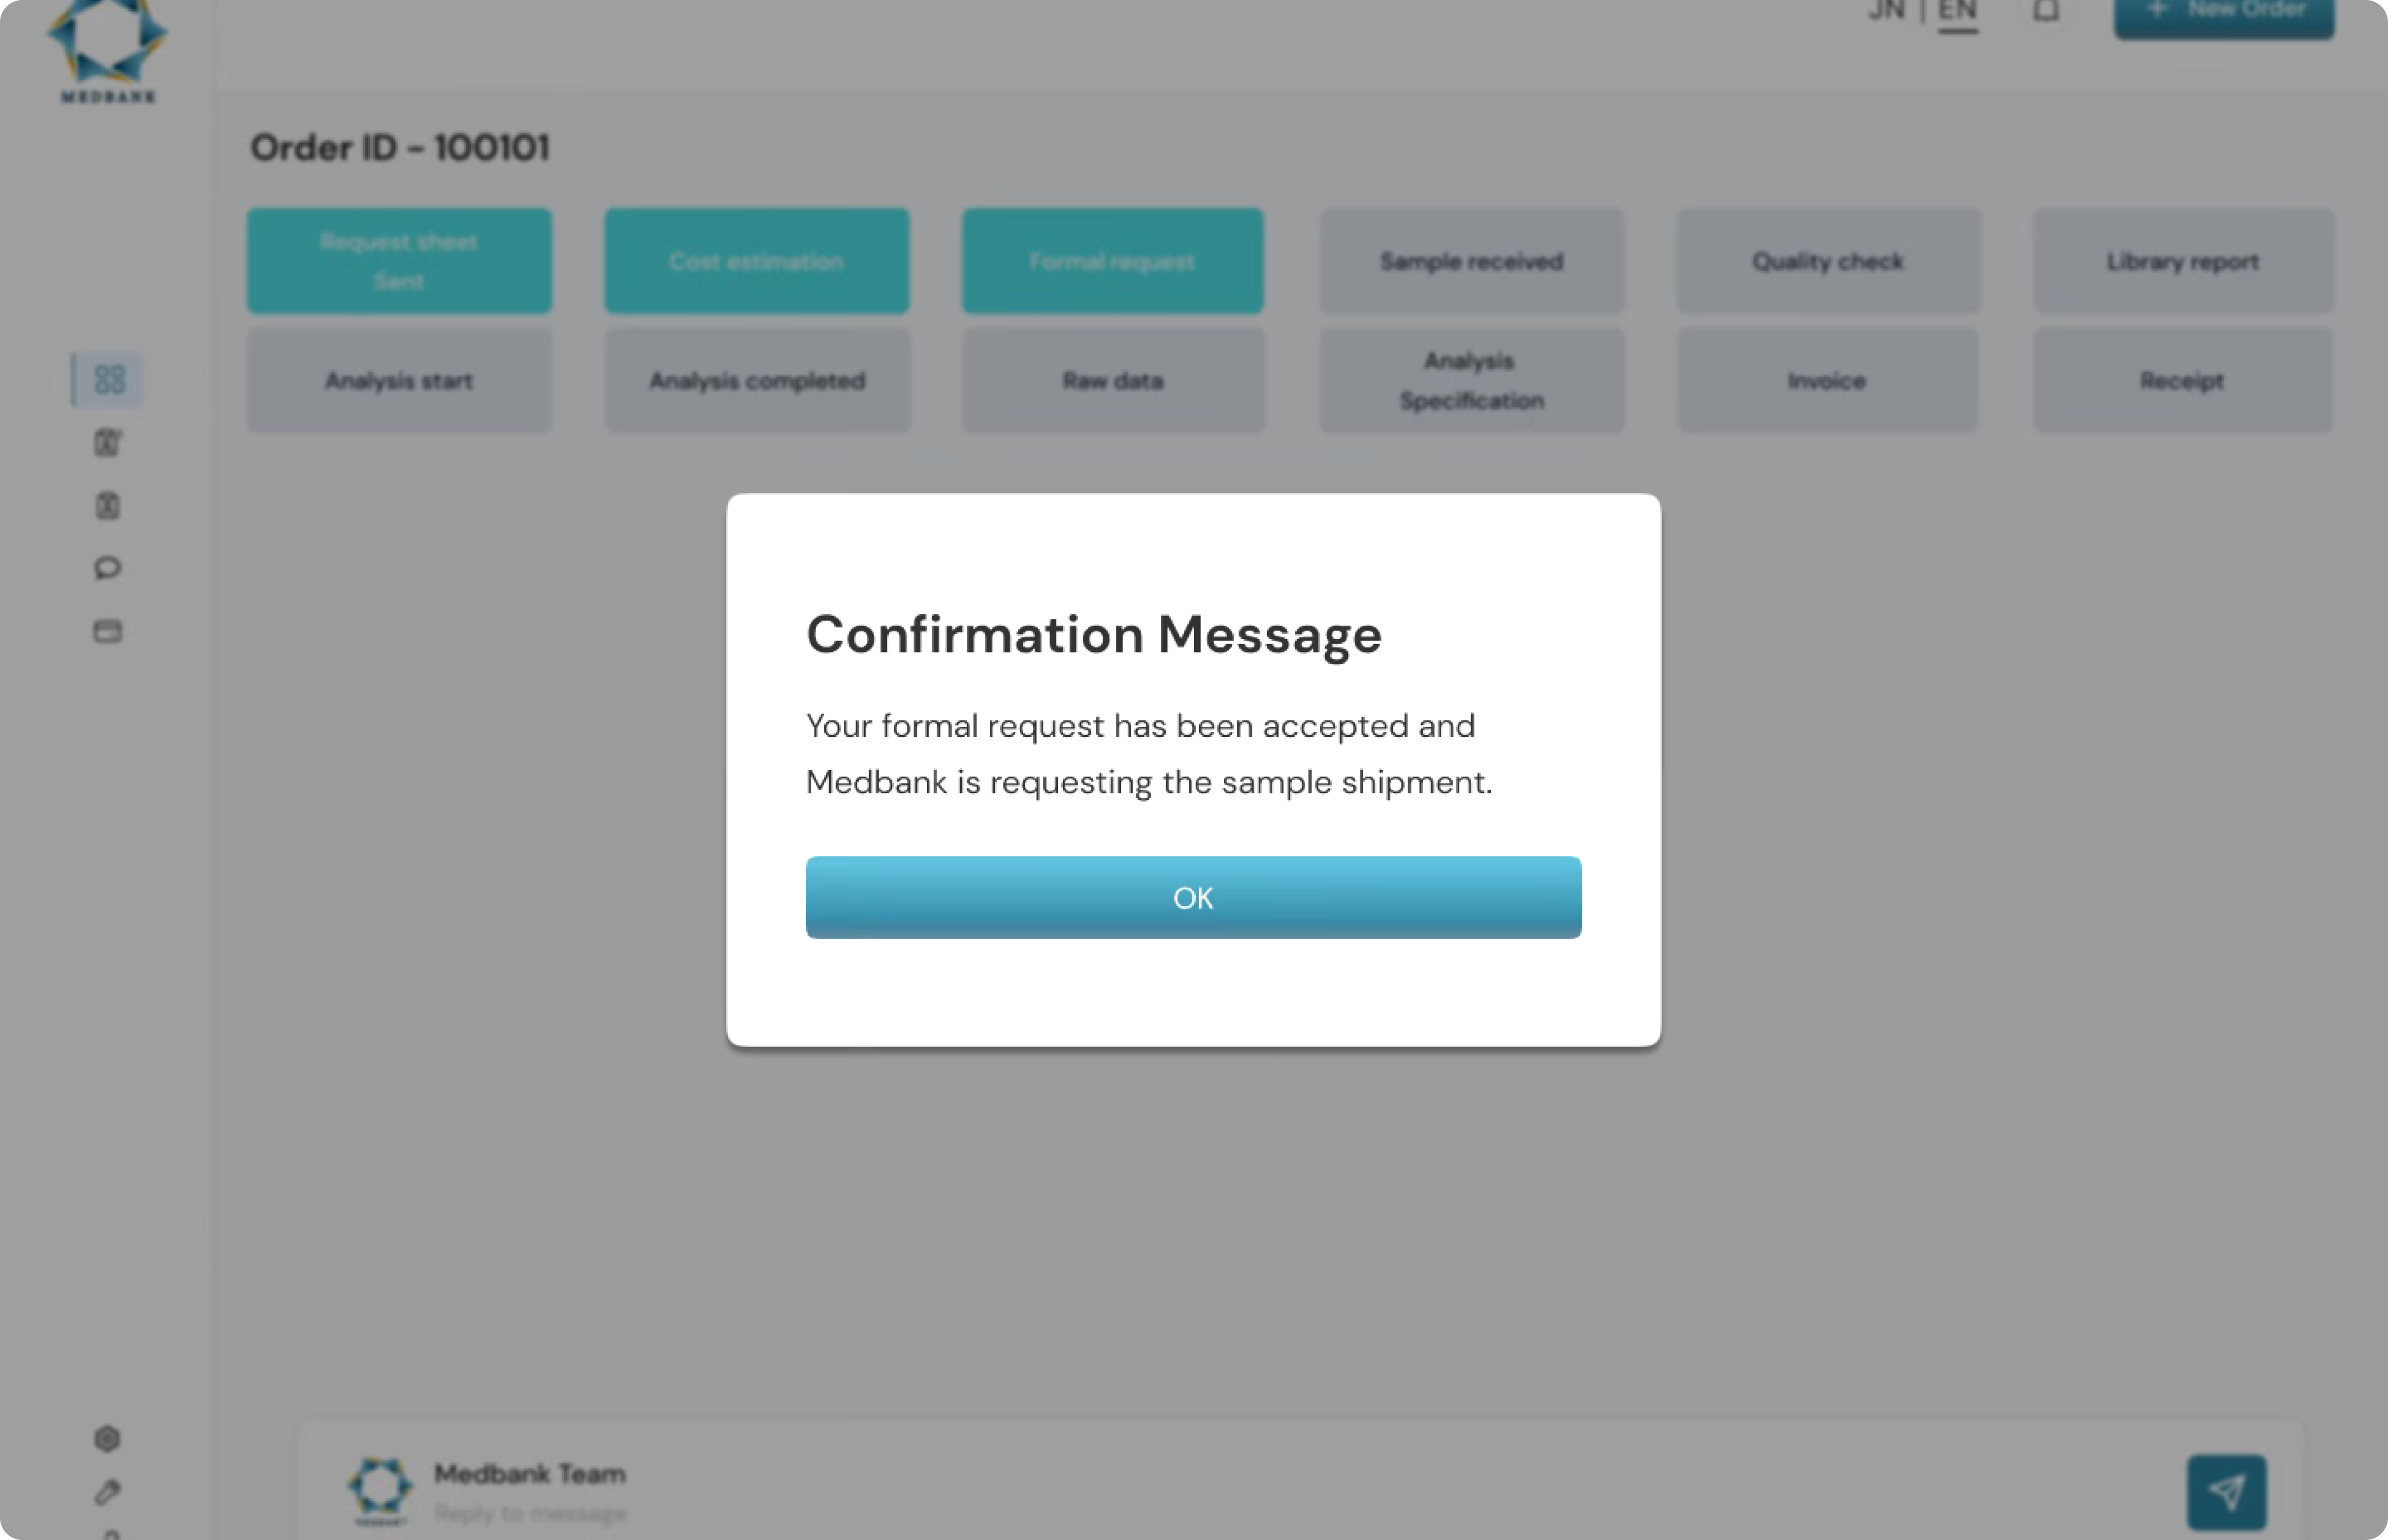 JN | EN
+ New Order
MEDBANK
Order ID - 100101
Request sheet
Sent
Cost estimation
Formal request
Sample received
Quality check
Library report
Analysis start
Analysis completed
Raw data
Analysis
Specification
Invoice
Receipt
Confirmation Message
Your formal request has been accepted and
Medbank is requesting the sample shipment.
OK
Medbank Team
Reply to message